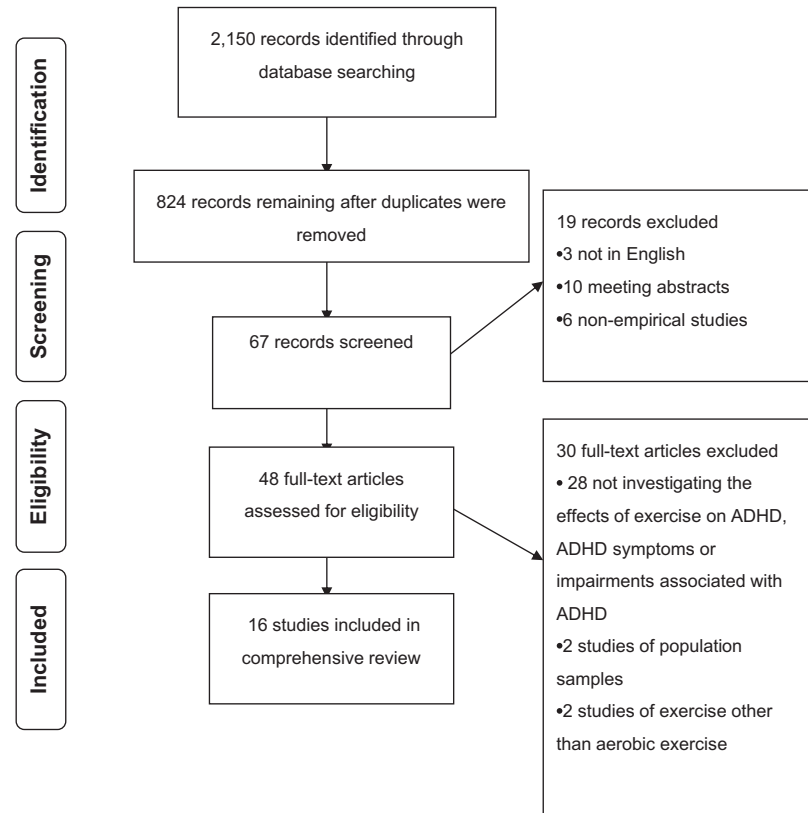 Identification
2,150 records identified through
database searching
824 records remaining after duplicates were
removed
Screening
67 records screened
19 records excluded
•3 not in English
•10 meeting abstracts
•6 non-empirical studies
Eligibility
48 full-text articles
assessed for eligibility
30 full-text articles excluded
• 28 not investigating the
effects of exercise on ADHD,
ADHD symptoms or
impairments associated with
ADHD
•2 studies of population
samples
•2 studies of exercise other
than aerobic exercise
Included
16 studies included in
comprehensive review